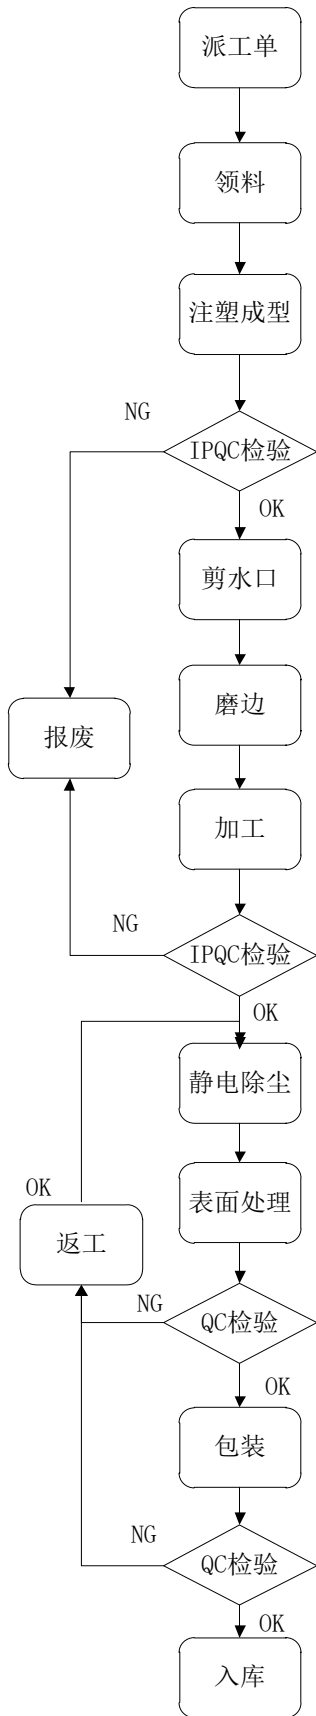 派工单
领料
注塑成型
NG
IPQC检验
OK
剪水口
磨边
报废
加工
NG
IPQC检验
OK
静电除尘
OK
表面处理
返工
NG
QC检验
OK
包装
NG
QC检验
OK
入库